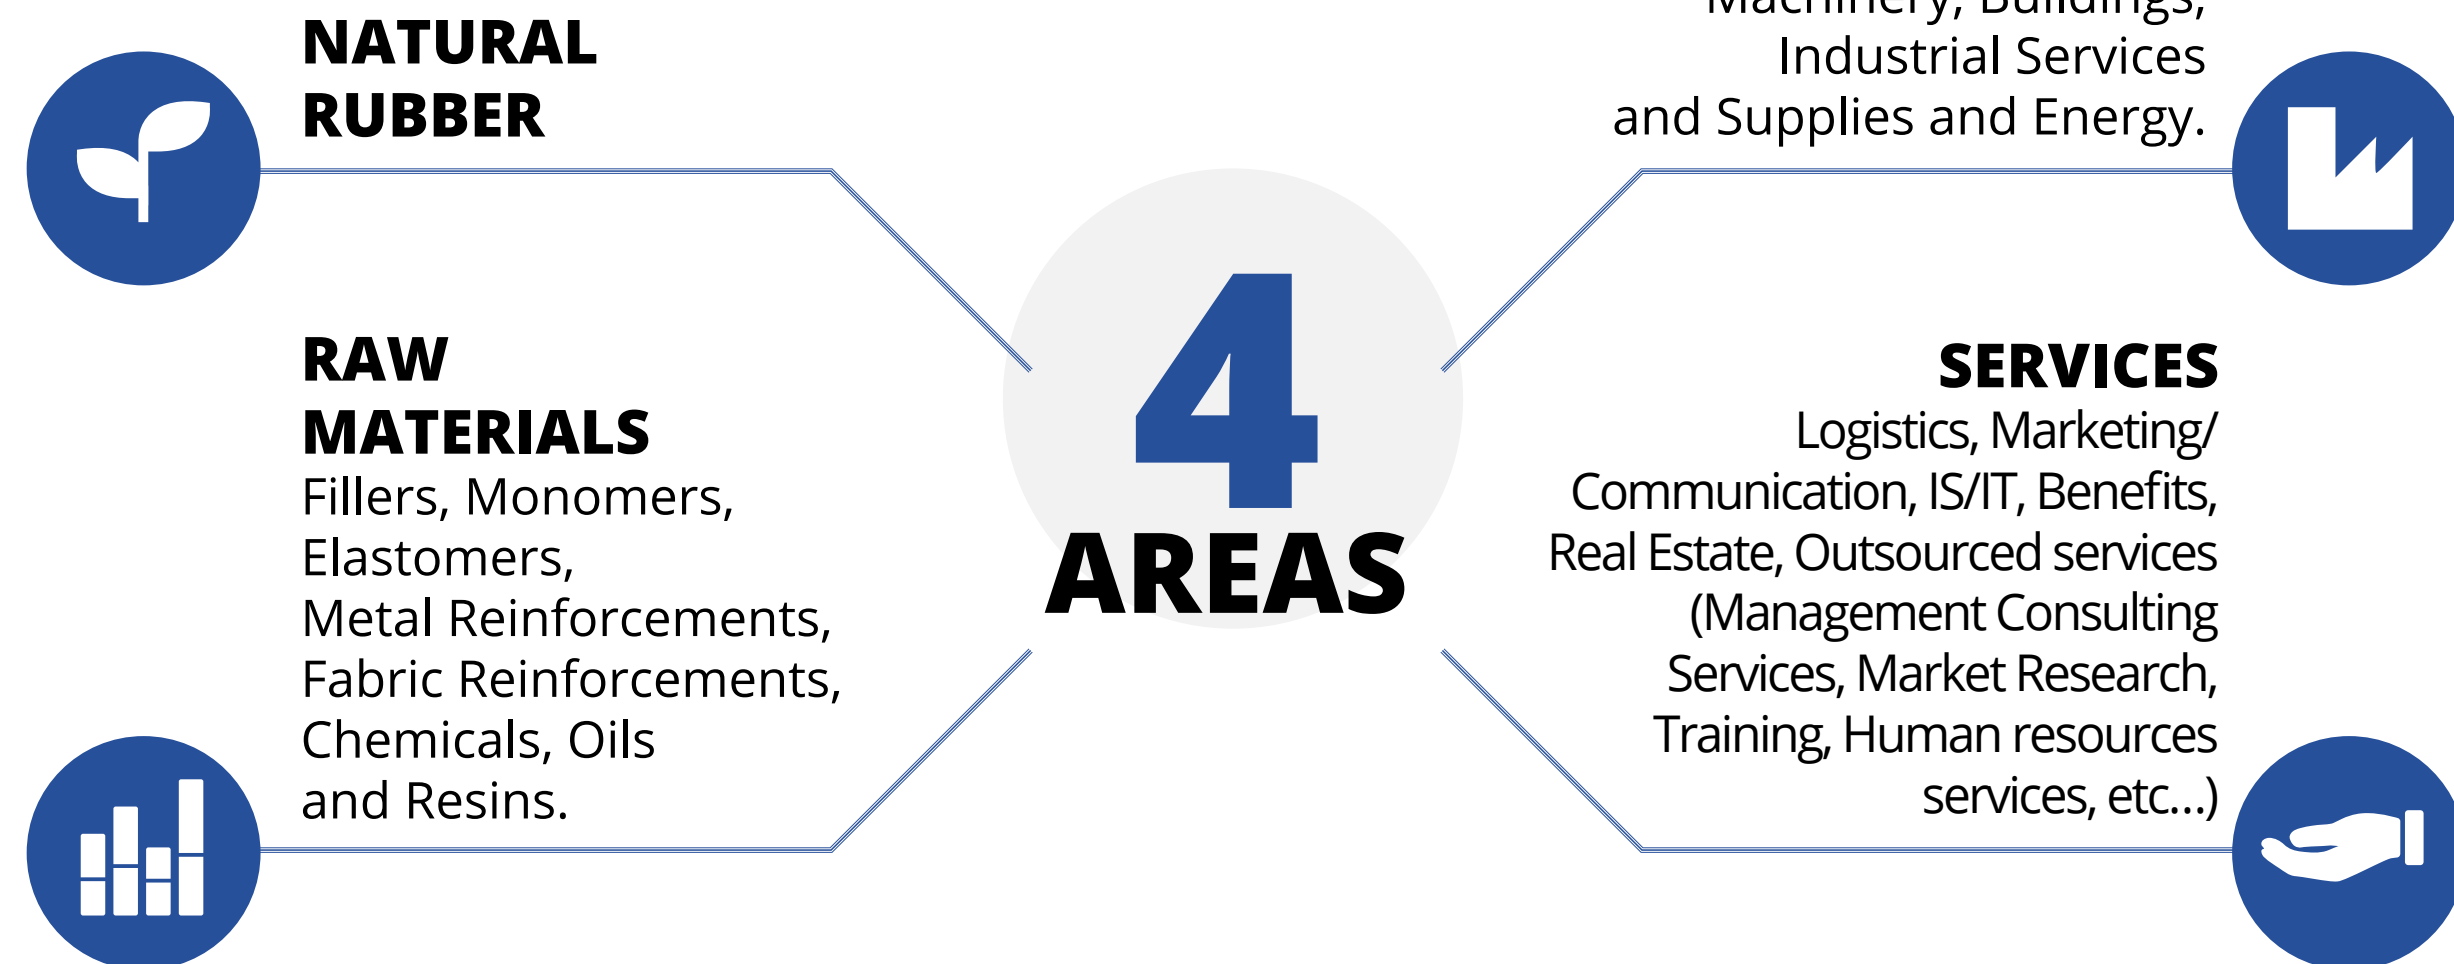 NATURAL
RUBBER
Machinery, Buildings,
Industrial Services
and Supplies and Energy.
4
AREAS
RAW
MATERIALS
Fillers, Monomers,
Elastomers,
Metal Reinforcements,
Fabric Reinforcements,
Chemicals, Oils
and Resins.
SERVICES
Logistics, Marketing/
Communication, IS/IT, Benefits,
Real Estate, Outsourced services
(Management Consulting
Services, Market Research,
Training, Human resources
services, etc...)